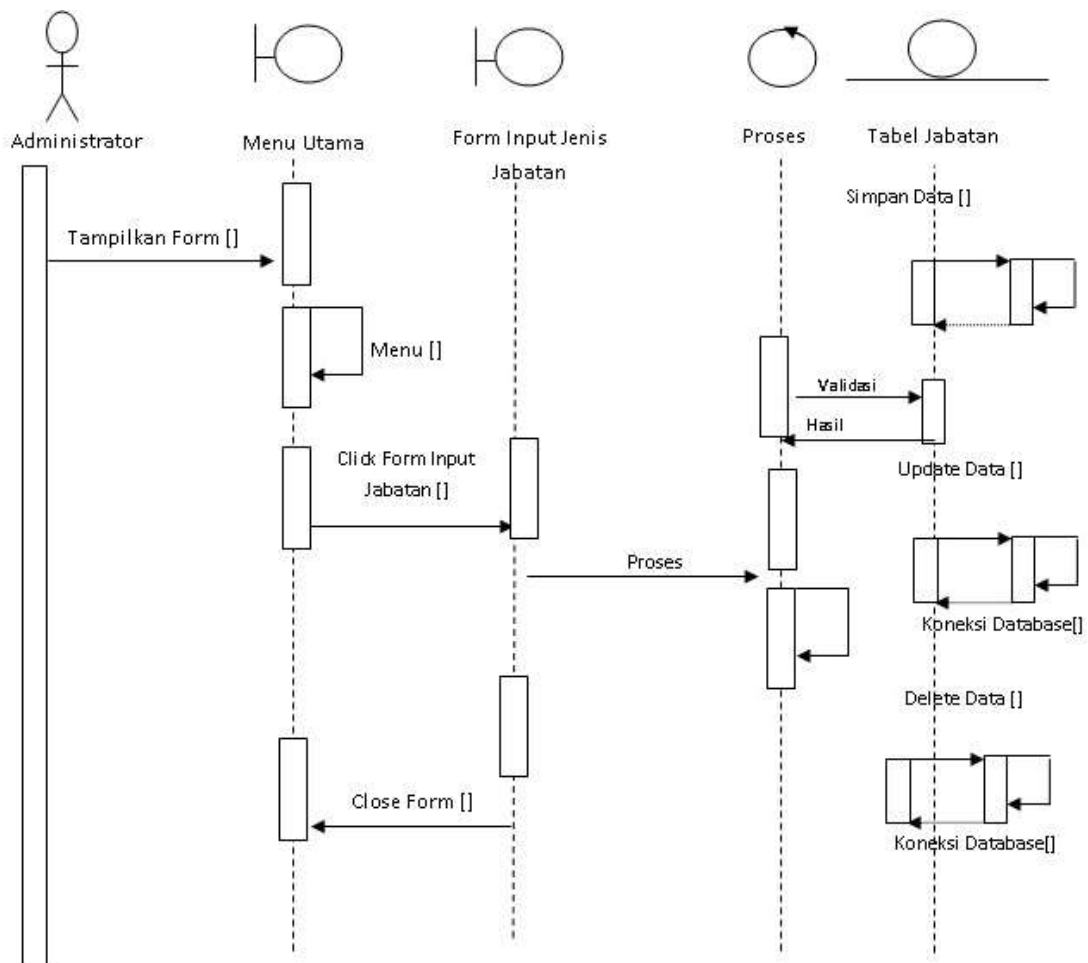 Administrator
Menu Utama
Form Input Jenis
Jabatan
Proses
Tabel Jabatan
Simpan Data []
Tampilkan Form []
Menu []
Validasi
Hasil
Click Form Input
Jabatan []
Update Data []
Proses
Koneksi Database[]
Delete Data []
Close Form []
Koneksi Database[]